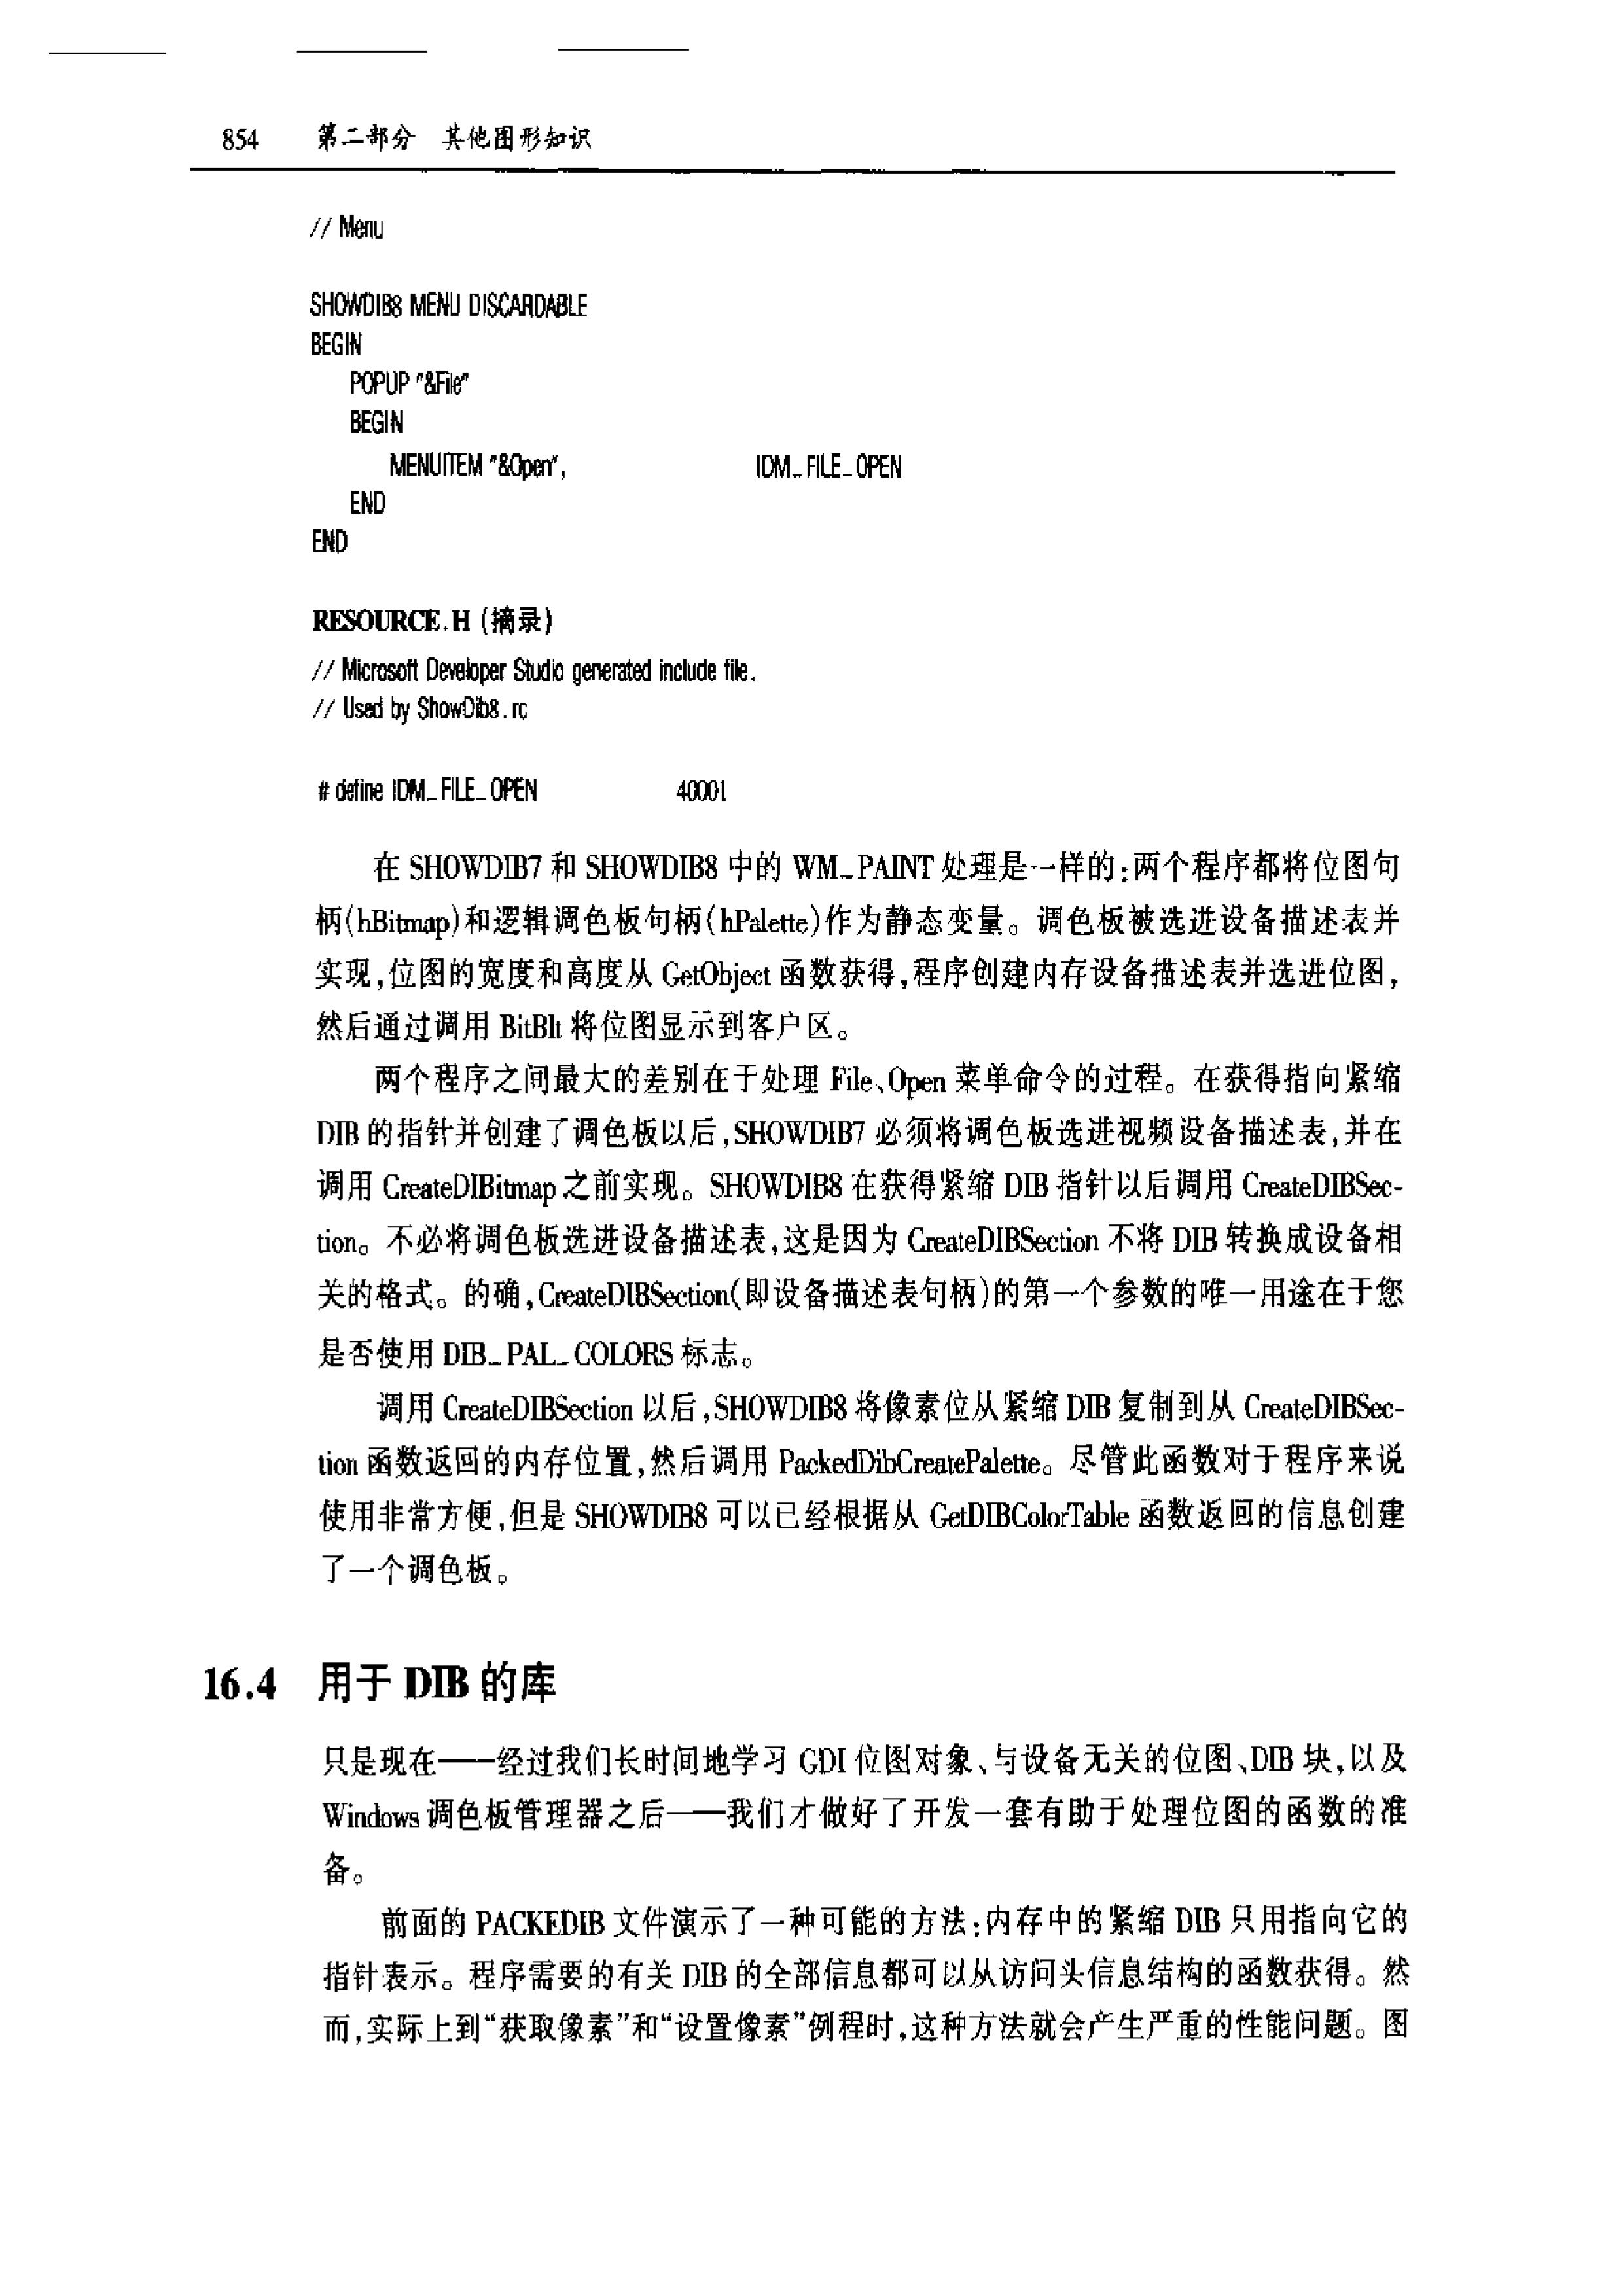 854 第二部分 其他图形知识
// Menu
SHOWDIB8 MENU DISCARDABLE
BEGIN
POPUP "&File"
BEGIN
MENUITEM "&Open", IDM_FILE_OPEN
END
END
RESOURCE.H (摘录)
// Microsoft Developer Studio generated include file.
// Used by ShowDib8.rc
# define IDM_FILE_OPEN 40001
在 SHOWDIB7 和 SHOWDIB8 中的 WM_PAINT 处理是一样的:两个程序都将位图句
柄(hBitmap)和逻辑调色板句柄(hPalette)作为静态变量。调色板被选进设备描述表并
实现,位图的宽度和高度从 GetObject 函数获得,程序创建内存设备描述表并选进位图,
然后通过调用 BitBlt 将位图显示到客户区。
两个程序之间最大的差别在于处理 File、Open 菜单命令的过程。在获得指向紧缩
DIB 的指针并创建了调色板以后,SHOWDIB7 必须将调色板选进视频设备描述表,并在
调用 CreateDIBitmap 之前实现。SHOWDIB8 在获得紧缩 DIB 指针以后调用 CreateDIBSec-
tion。不必将调色板选进设备描述表,这是因为 CreateDIBSection 不将 DIB 转换成设备相
关的格式。的确,CreateDIBSection(即设备描述表句柄)的第一个参数的唯一用途在于您
是否使用 DIB_PAL_COLORS 标志。
调用 CreateDIBSection 以后,SHOWDIB8 将像素位从紧缩 DIB 复制到从 CreateDIBSec-
tion 函数返回的内存位置,然后调用 PackedDibCreatePalette。尽管此函数对于程序来说
使用非常方便,但是 SHOWDIB8 可以已经根据从 GetDIBColorTable 函数返回的信息创建
了一个调色板。
16.4 用于 DIB 的库
只是现在——经过我们长时间地学习 GDI 位图对象、与设备无关的位图、DIB 块,以及
Windows 调色板管理器之后——我们才做好了开发一套有助于处理位图的函数的准
备。
前面的 PACKEDIB 文件演示了一种可能的方法:内存中的紧缩 DIB 只用指向它的
指针表示。程序需要的有关 DIB 的全部信息都可以从访问头信息结构的函数获得。然
而,实际上到“获取像素”和“设置像素”例程时,这种方法就会产生严重的性能问题。图